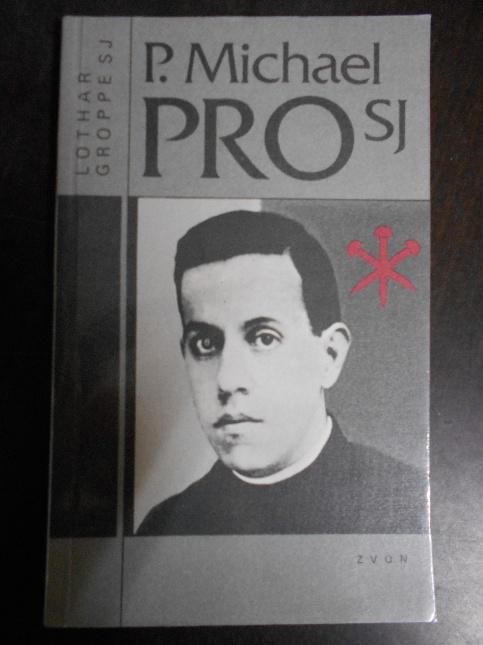 LOTHAR
GROPPE SJ
P. Michael
PRO SJ
ZVON